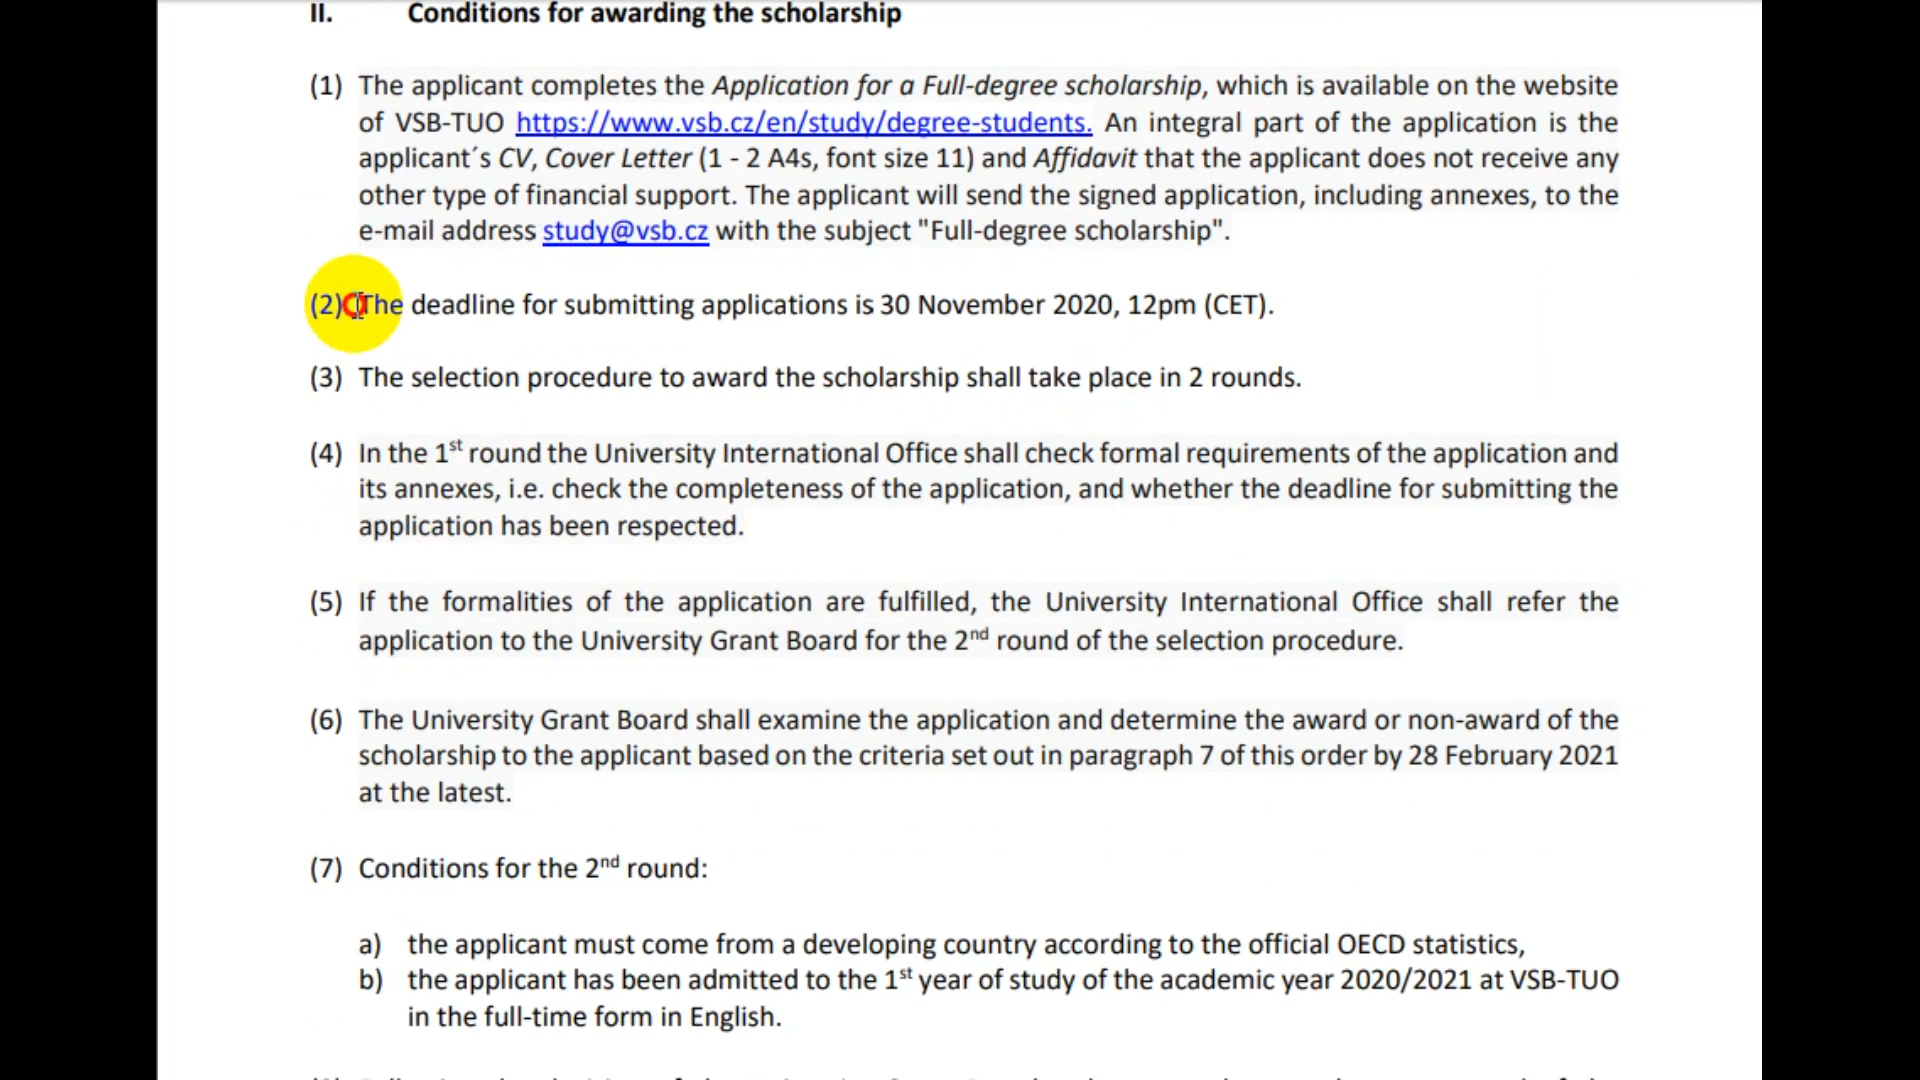 II. Conditions for awarding the scholarship
(1) The applicant completes the Application for a Full-degree scholarship, which is available on the website
of VSB-TUO https://www.vsb.cz/en/study/degree-students. An integral part of the application is the
applicant´s CV, Cover Letter (1 - 2 A4s, font size 11) and Affidavit that the applicant does not receive any
other type of financial support. The applicant will send the signed application, including annexes, to the
e-mail address study@vsb.cz with the subject "Full-degree scholarship".
(2) The deadline for submitting applications is 30 November 2020, 12pm (CET).
(3) The selection procedure to award the scholarship shall take place in 2 rounds.
(4) In the 1st round the University International Office shall check formal requirements of the application and
its annexes, i.e. check the completeness of the application, and whether the deadline for submitting the
application has been respected.
(5) If the formalities of the application are fulfilled, the University International Office shall refer the
application to the University Grant Board for the 2nd round of the selection procedure.
(6) The University Grant Board shall examine the application and determine the award or non-award of the
scholarship to the applicant based on the criteria set out in paragraph 7 of this order by 28 February 2021
at the latest.
(7) Conditions for the 2nd round:
a) the applicant must come from a developing country according to the official OECD statistics,
b) the applicant has been admitted to the 1st year of study of the academic year 2020/2021 at VSB-TUO
in the full-time form in English.